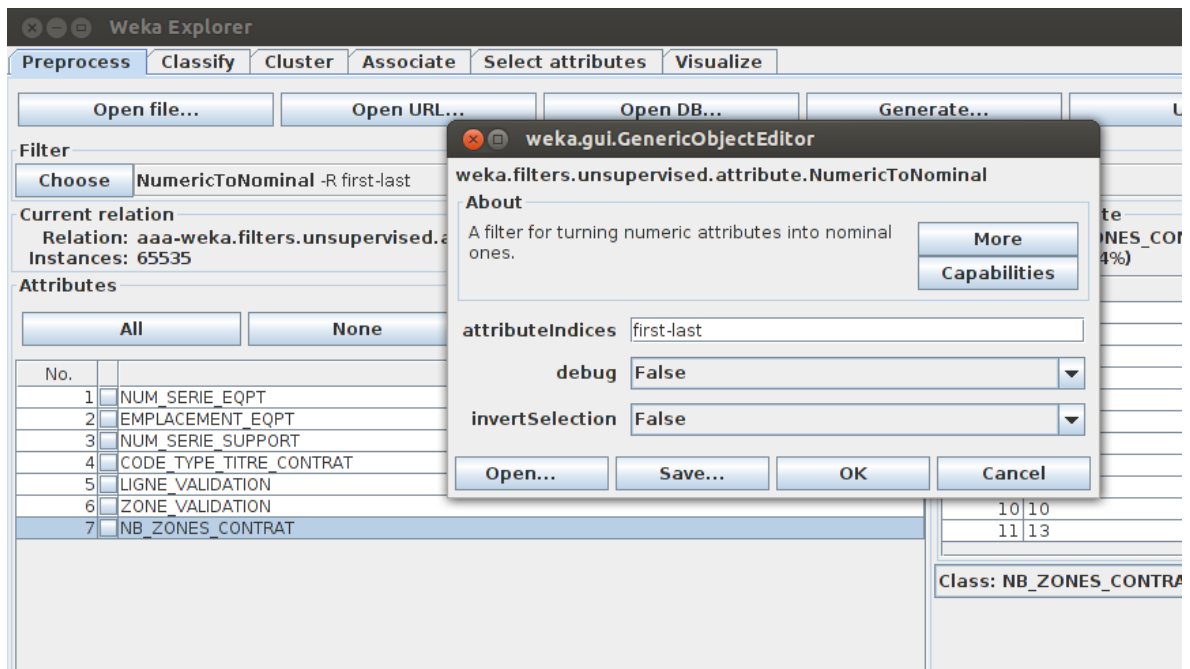 Weka Explorer
Preprocess Classify Cluster Associate Select attributes Visualize
Open file... Open URL... Open DB... Generate...
weka.gui.GenericObjectEditor
Filter
Choose NumericToNominal -R first-last
weka.filters.unsupervised.attribute.NumericToNominal
About
A filter for turning numeric attributes into nominal
ones.
More
Capabilities
attributeIndices first-last
debug False
invertSelection False
Open... Save... OK Cancel
Current relation
Relation: aaa-weka.filters.unsupervised.a
Instances: 65535
Attributes
All None
No.
1 NUM_SERIE_EQPT
2 EMPLACEMENT_EQPT
3 NUM_SERIE_SUPPORT
4 CODE_TYPE_TITRE_CONTRAT
5 LIGNE_VALIDATION
6 ZONE_VALIDATION
7 NB_ZONES_CONTRAT
4%)
10 10
11 13
Class: NB_ZONES_CONTRA